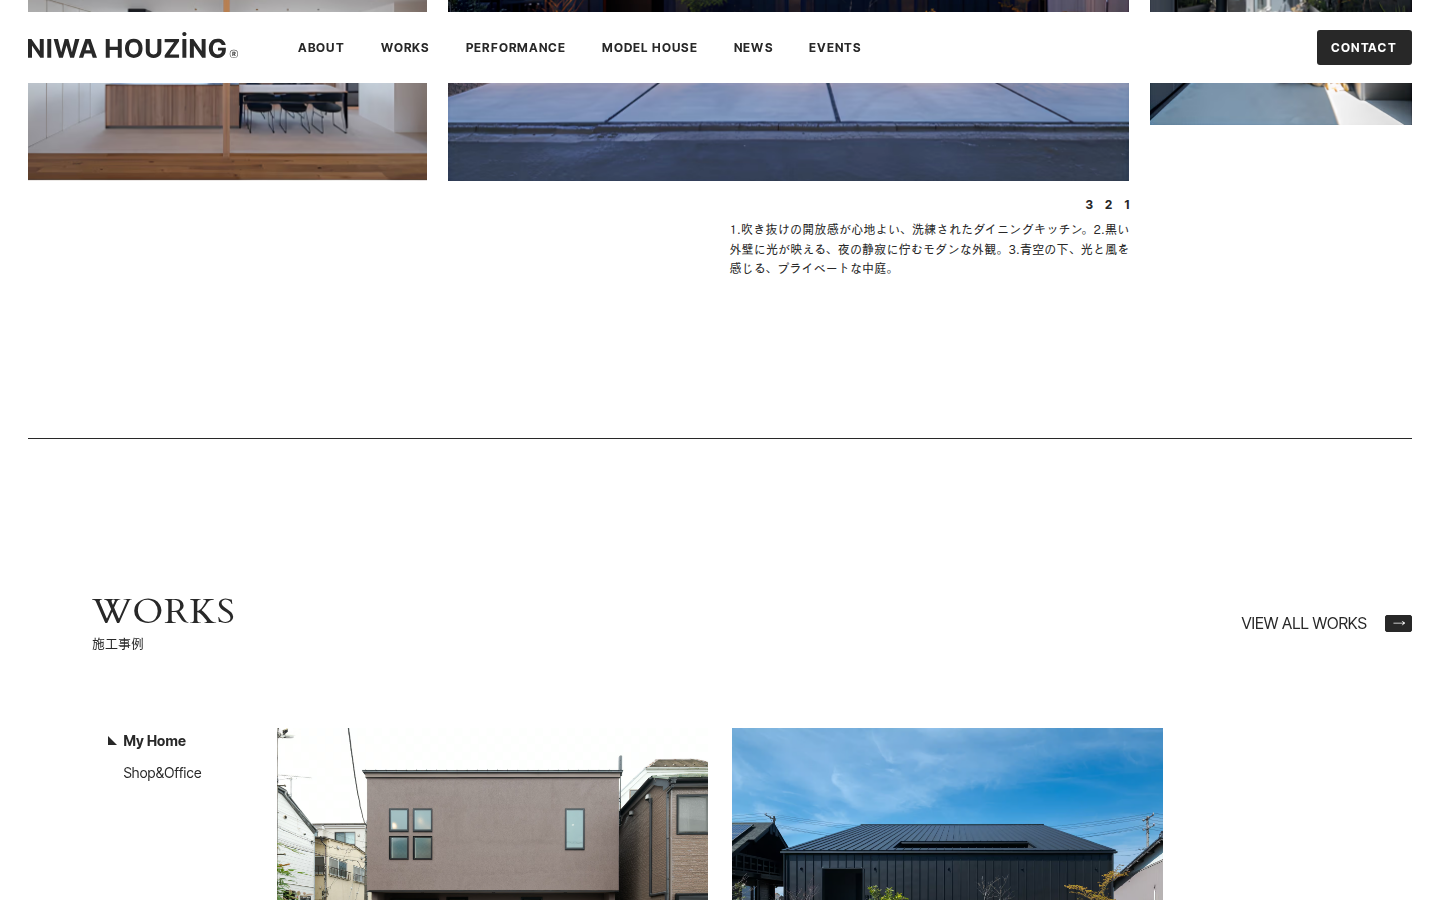 NIWA HOUZiNG®
ABOUT
WORKS
PERFORMANCE
MODEL HOUSE
NEWS
EVENTS
CONTACT
3 2 1
1.吹き抜けの開放感が心地よい、洗練されたダイニングキッチン。2.黒い
外壁に光が映える、夜の静寂に佇むモダンな外観。3.青空の下、光と風を
感じる、プライベートな中庭。
WORKS
施工事例
VIEW ALL WORKS →
My Home
Shop&Office